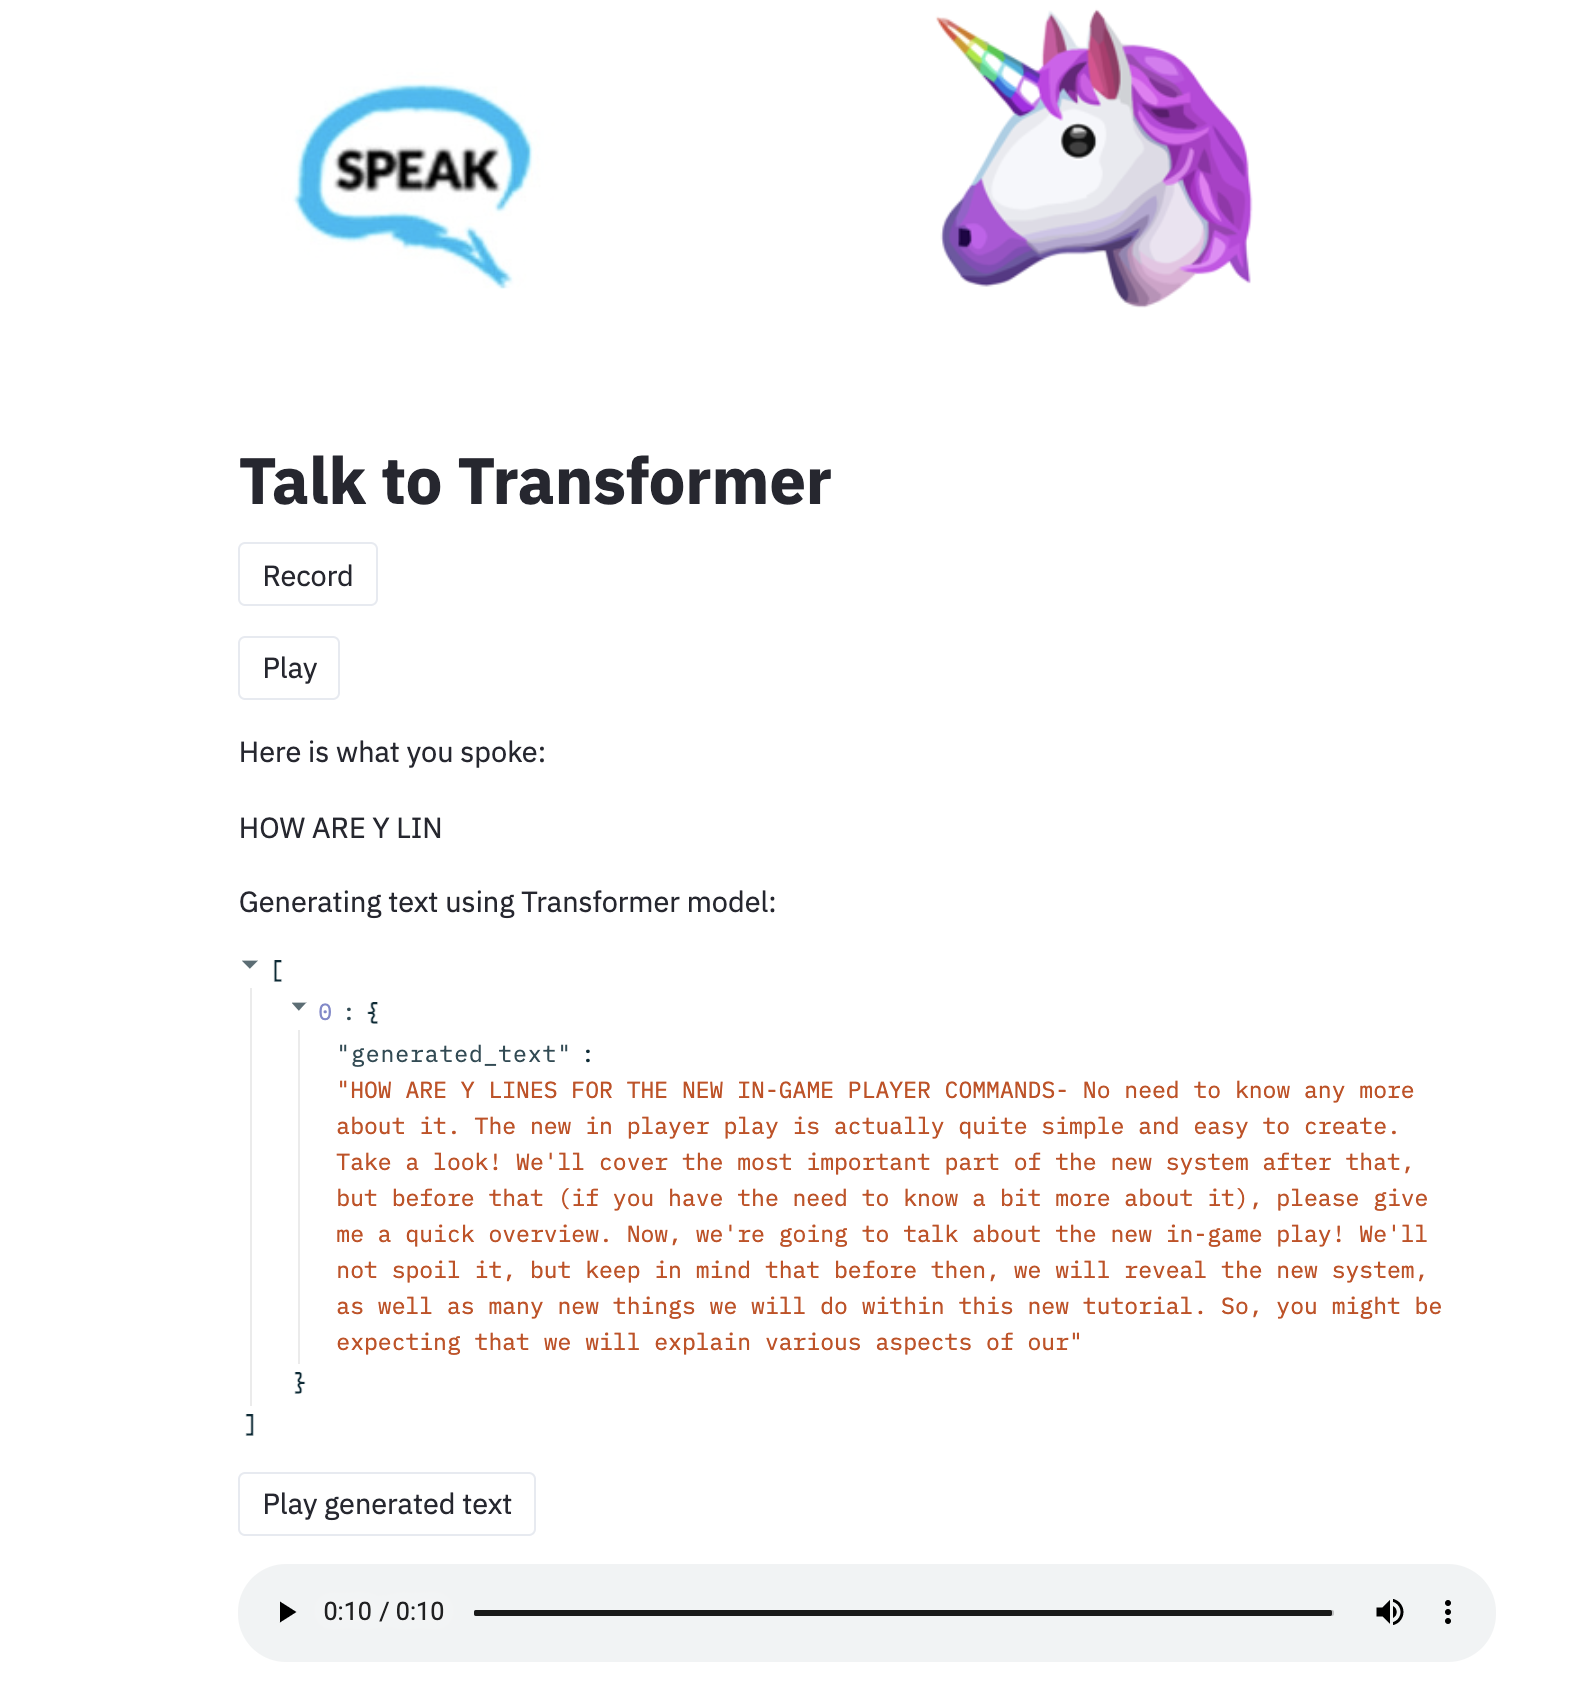 SPEAK
Talk to Transformer
Record
Play
Here is what you spoke:
HOW ARE Y LIN
Generating text using Transformer model:
[
0 : {
"generated_text" :
"HOW ARE Y LINES FOR THE NEW IN-GAME PLAYER COMMANDS- No need to know any more
about it. The new in player play is actually quite simple and easy to create.
Take a look! We'll cover the most important part of the new system after that,
but before that (if you have the need to know a bit more about it), please give
me a quick overview. Now, we're going to talk about the new in-game play! We'll
not spoil it, but keep in mind that before then, we will reveal the new system,
as well as many new things we will do within this new tutorial. So, you might be
expecting that we will explain various aspects of our"
}
]
Play generated text
0:10 / 0:10